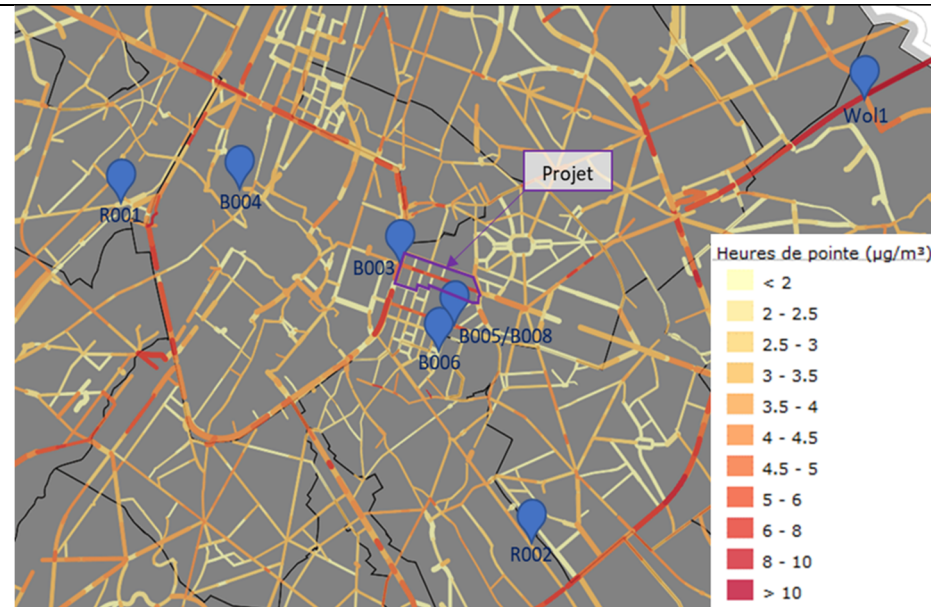 Wol1
Projet
R001
B004
B003
B005/B008
B006
R002
Heures de pointe (µg/m³)
< 2
2 - 2.5
2.5 - 3
3 - 3.5
3.5 - 4
4 - 4.5
4.5 - 5
5 - 6
6 - 8
8 - 10
> 10